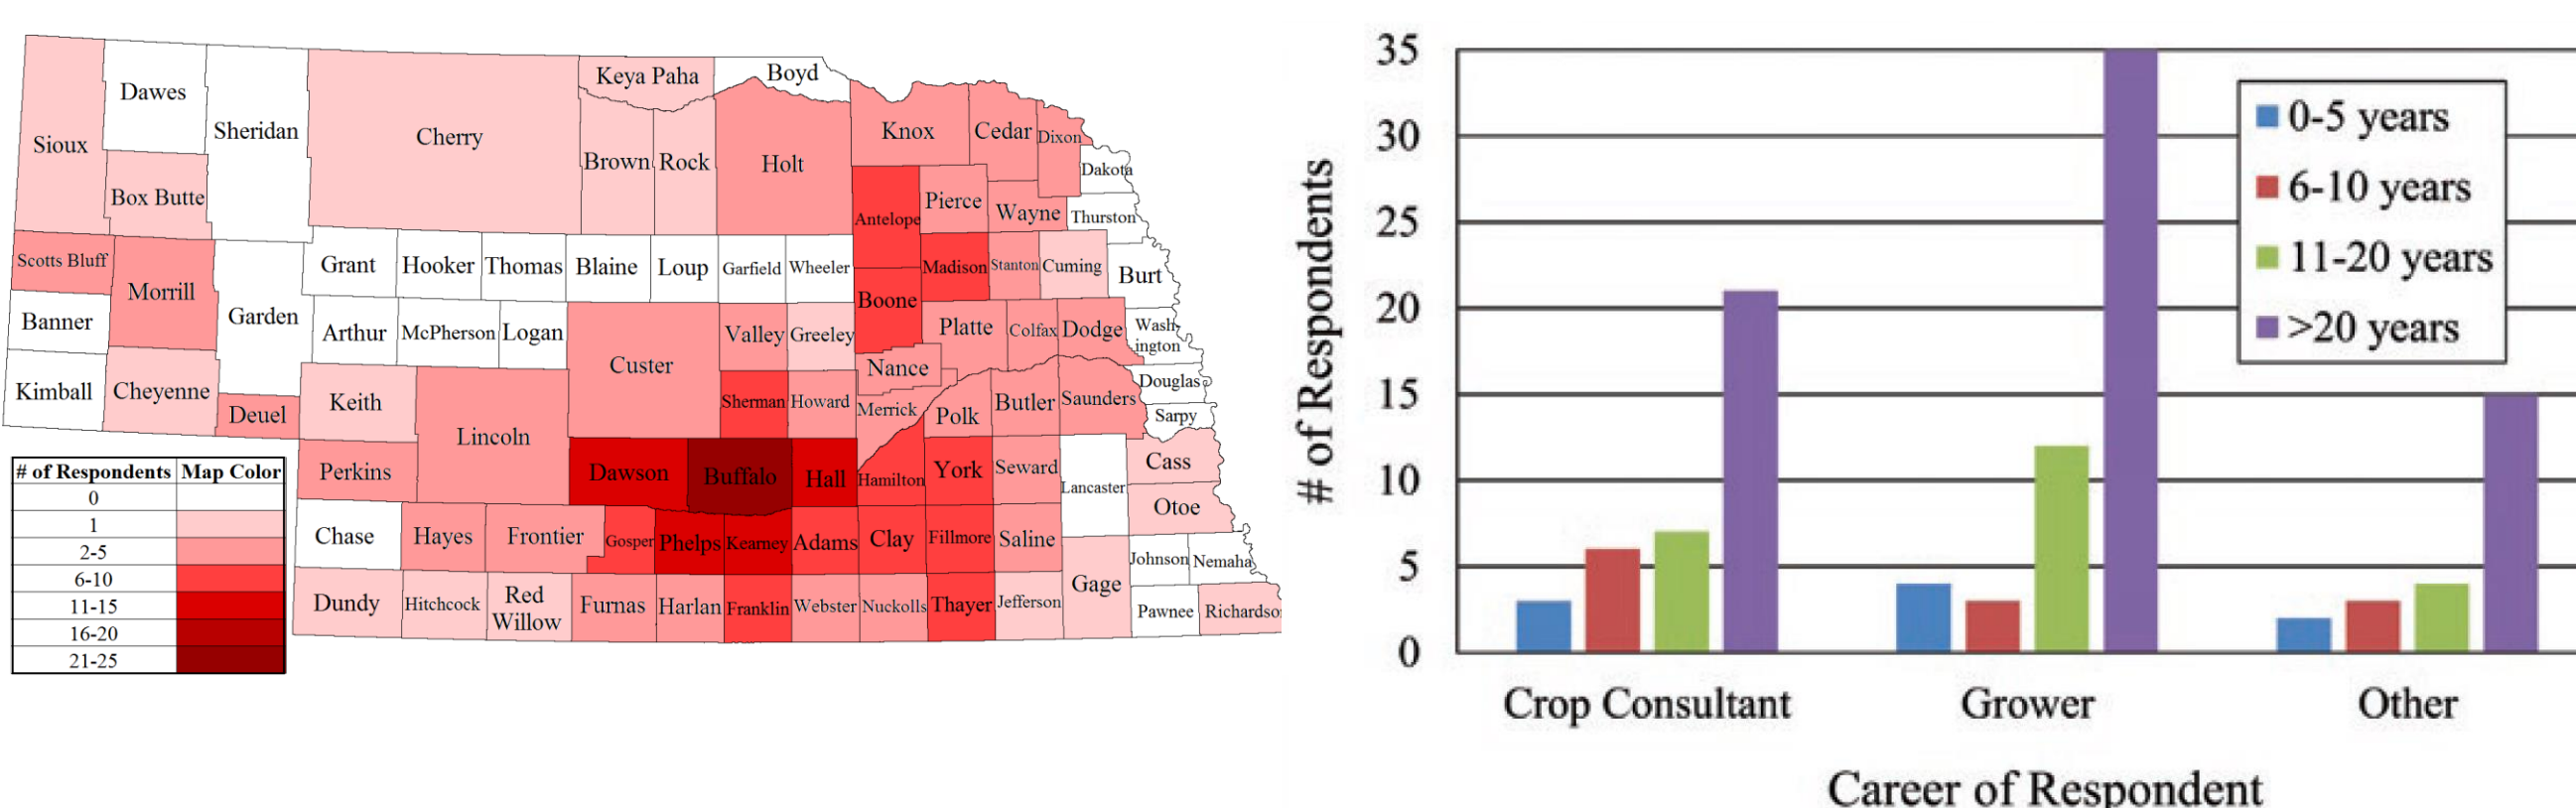 Keya Paha
Boyd
Dawes
Sheridan
Cherry
Sioux
Brown
Rock
Holt
Knox
Cedar
Dixon
Dakota
Box Butte
Antelope
Pierce
Wayne
Thurston
Scotts Bluff
Morrill
Grant
Hooker
Thomas
Blaine
Loup
Garfield
Wheeler
Madison
Stanton
Cuming
Burt
Boone
Banner
Garden
Arthur
McPherson
Logan
Custer
Valley
Greeley
Platte
Colfax
Dodge
Wash-
ington
Nance
Kimball
Cheyenne
Deuel
Keith
Lincoln
Sherman
Howard
Merrick
Polk
Butler
Saunders
Douglas
Sarpy
Perkins
Dawson
Buffalo
Hall
Hamilton
York
Seward
Lancaster
Cass
Otoe
Chase
Hayes
Frontier
Gosper
Phelps
Kearney
Adams
Clay
Fillmore
Saline
Gage
Johnson
Nemaha
Dundy
Hitchcock
Red
Willow
Furnas
Harlan
Franklin
Webster
Nuckolls
Thayer
Jefferson
Pawnee
Richardso
# of Respondents Map Color
0
1
2-5
6-10
11-15
16-20
21-25
# of Respondents
35
30
25
20
15
10
5
0
0-5 years
6-10 years
11-20 years
>20 years
Crop Consultant
Grower
Other
Career of Respondent